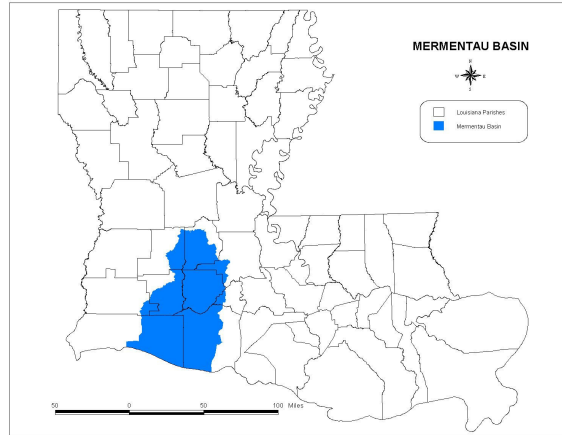 MERMENTAU BASIN
N
W E
S
Louisiana Parishes
Mermentau Basin
50 0 50 100 Miles